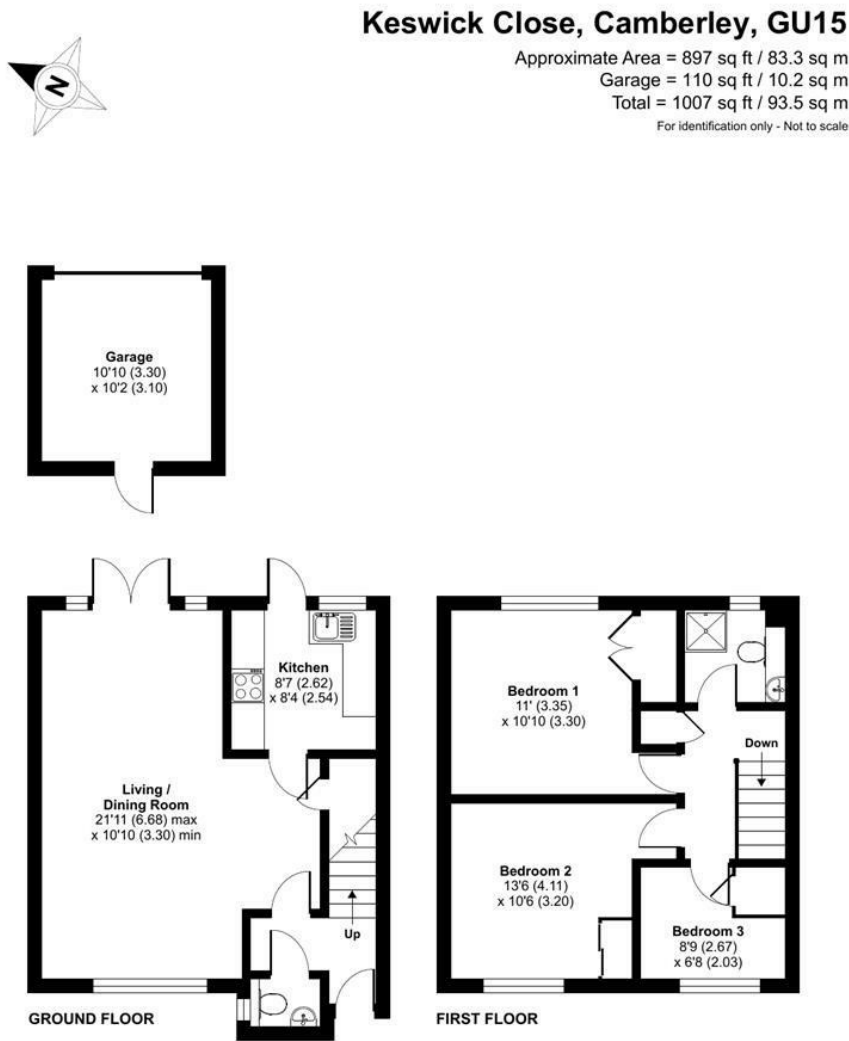 Keswick Close, Camberley, GU15
Approximate Area = 897 sq ft / 83.3 sq m
Garage = 110 sq ft / 10.2 sq m
Total = 1007 sq ft / 93.5 sq m
For identification only - Not to scale
N
Garage
10'10 (3.30)
x 10'2 (3.10)
Kitchen
8'7 (2.62)
x 8'4 (2.54)
Living /
Dining Room
21'11 (6.68) max
x 10'10 (3.30) min
Up
GROUND FLOOR
Bedroom 1
11' (3.35)
x 10'10 (3.30)
Down
Bedroom 2
13'6 (4.11)
x 10'6 (3.20)
Bedroom 3
8'9 (2.67)
x 6'8 (2.03)
FIRST FLOOR